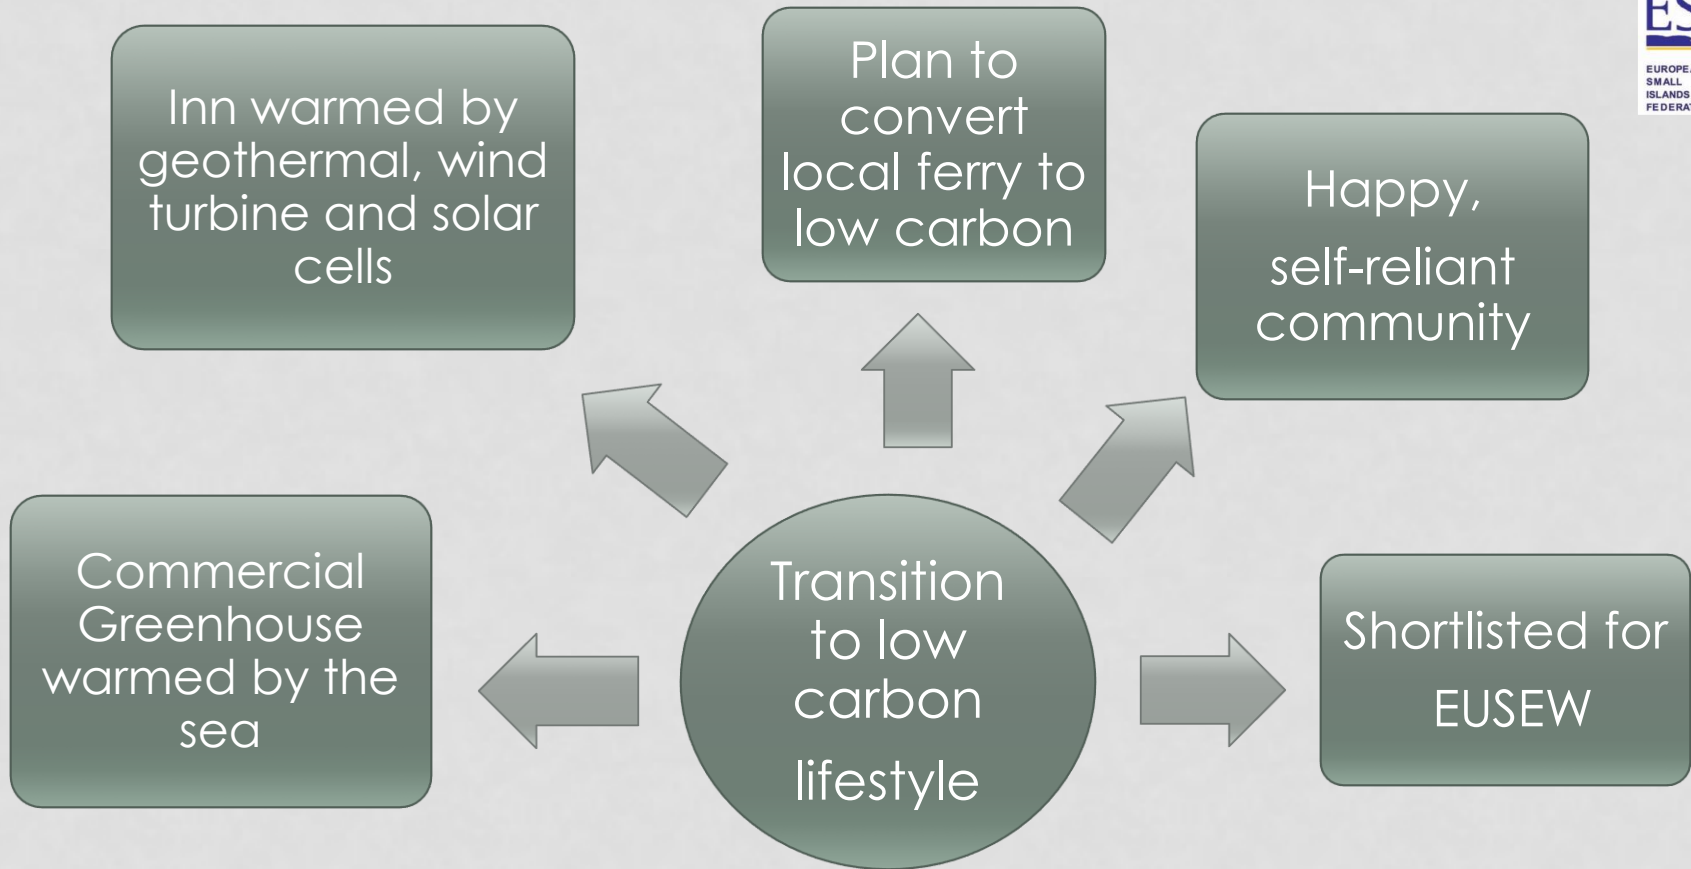 Inn warmed by
geothermal, wind
turbine and solar
cells
Plan to
convert
local ferry to
low carbon
Happy,
self-reliant
community
Commercial
Greenhouse
warmed by the
sea
Transition
to low
carbon
lifestyle
Shortlisted for
EUSEW
SMALL
ISLANDS